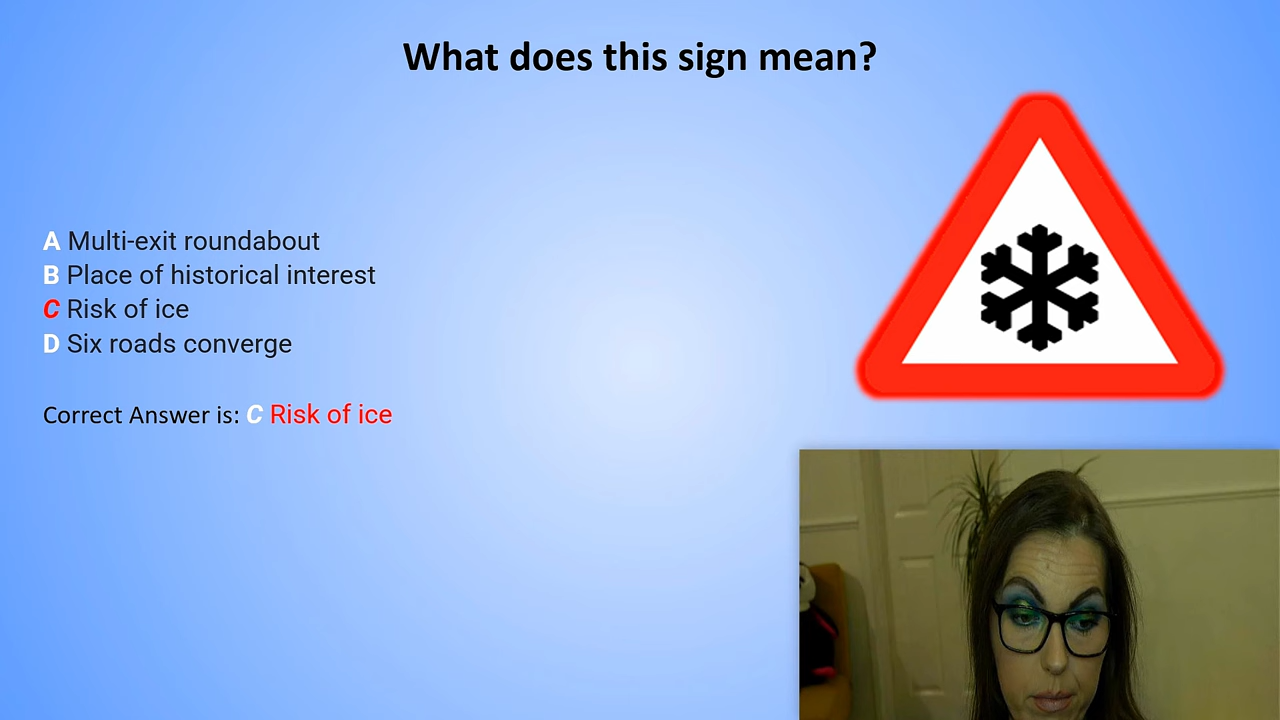 What does this sign mean?
A Multi-exit roundabout
B Place of historical interest
C Risk of ice
D Six roads converge
Correct Answer is: C Risk of ice